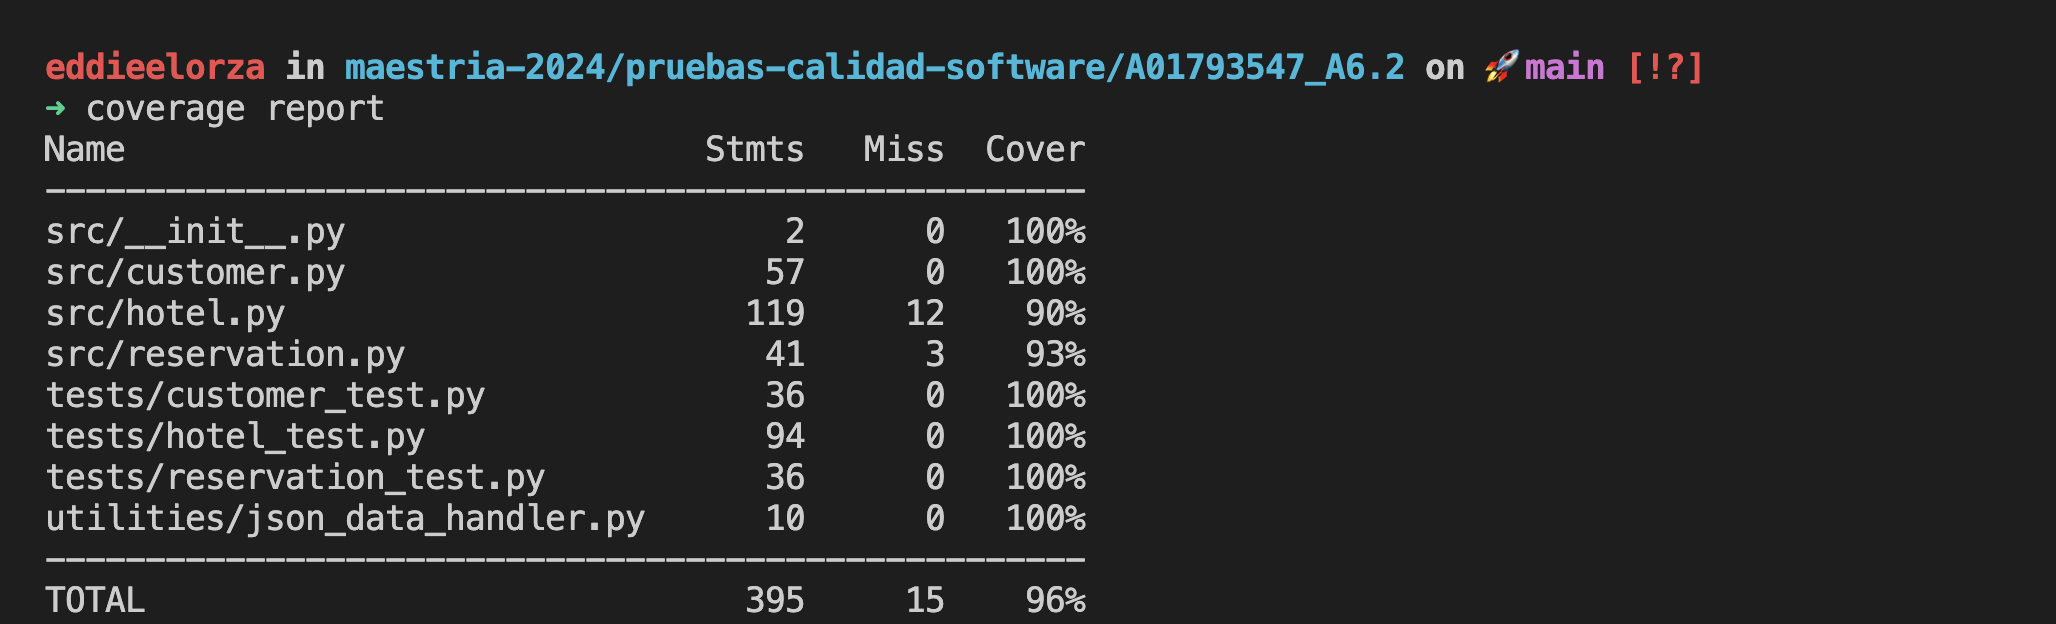 eddieelorza in maestria-2024/pruebas-calidad-software/A01793547_A6.2 on 🚀main [!?]
➜ coverage report
Name                             Stmts   Miss  Cover
----------------------------------------------------
src/__init__.py                      2      0   100%
src/customer.py                     57      0   100%
src/hotel.py                       119     12    90%
src/reservation.py                  41      3    93%
tests/customer_test.py              36      0   100%
tests/hotel_test.py                 94      0   100%
tests/reservation_test.py           36      0   100%
utilities/json_data_handler.py      10      0   100%
----------------------------------------------------
TOTAL                              395     15    96%